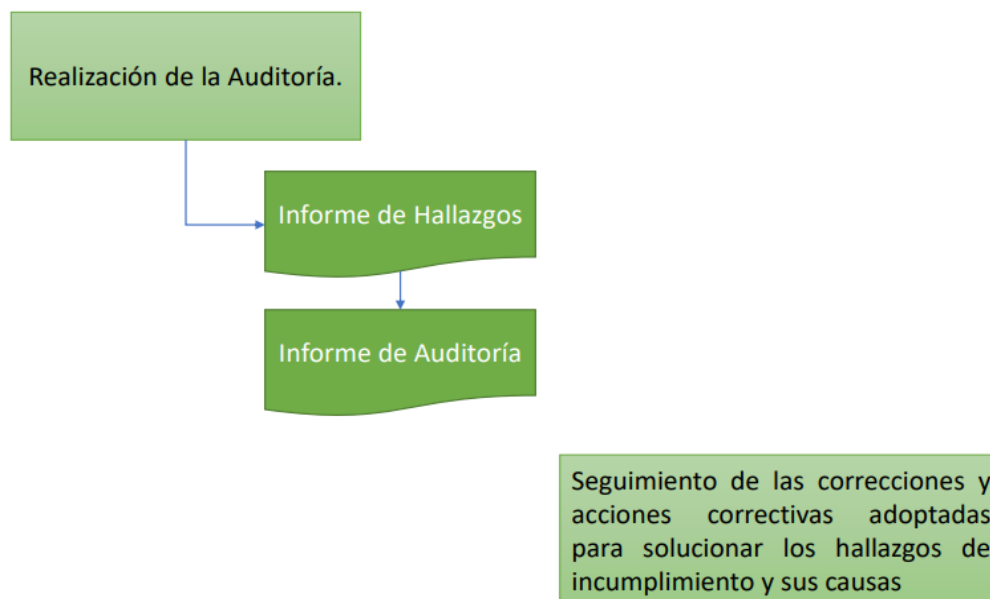 Realización de la Auditoría.
Informe de Hallazgos
Informe de Auditoría
Seguimiento de las correcciones y
acciones correctivas adoptadas
para solucionar los hallazgos de
incumplimiento y sus causas